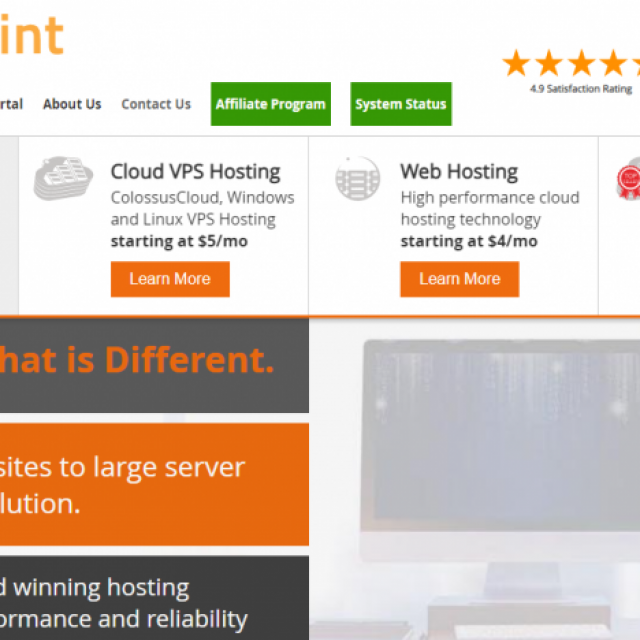 int
4.9 Satisfaction Rating
rtal About Us Contact Us Affiliate Program System Status
Cloud VPS Hosting
ColossusCloud, Windows
and Linux VPS Hosting
starting at $5/mo
Learn More
Web Hosting
High performance cloud
hosting technology
starting at $4/mo
Learn More
TOP
hat is Different.
sites to large server
lution.
d winning hosting
ormance and reliability